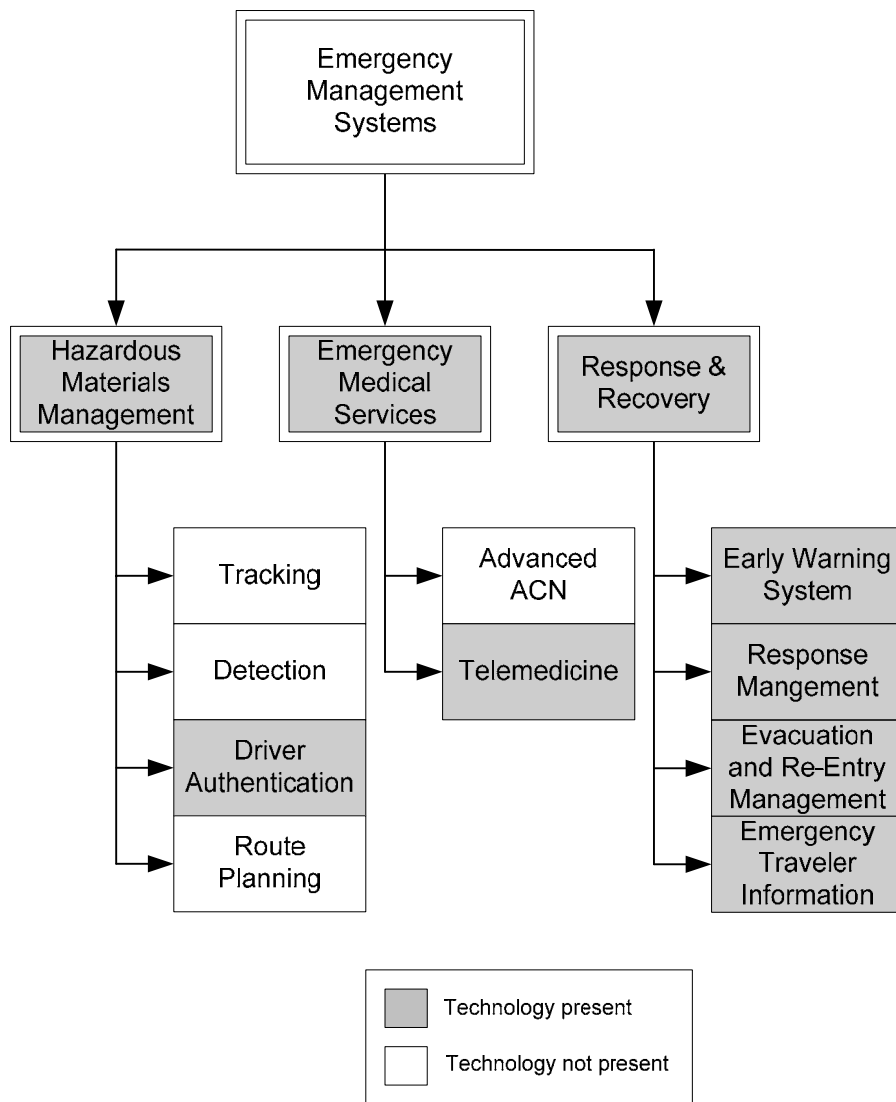 Emergency
Management
Systems
Hazardous
Materials
Management
Emergency
Medical
Services
Response &
Recovery
Tracking
Detection
Driver
Authentication
Route
Planning
Advanced
ACN
Telemedicine
Early Warning
System
Response
Mangement
Evacuation
and Re-Entry
Management
Emergency
Traveler
Information
Technology present
Technology not present